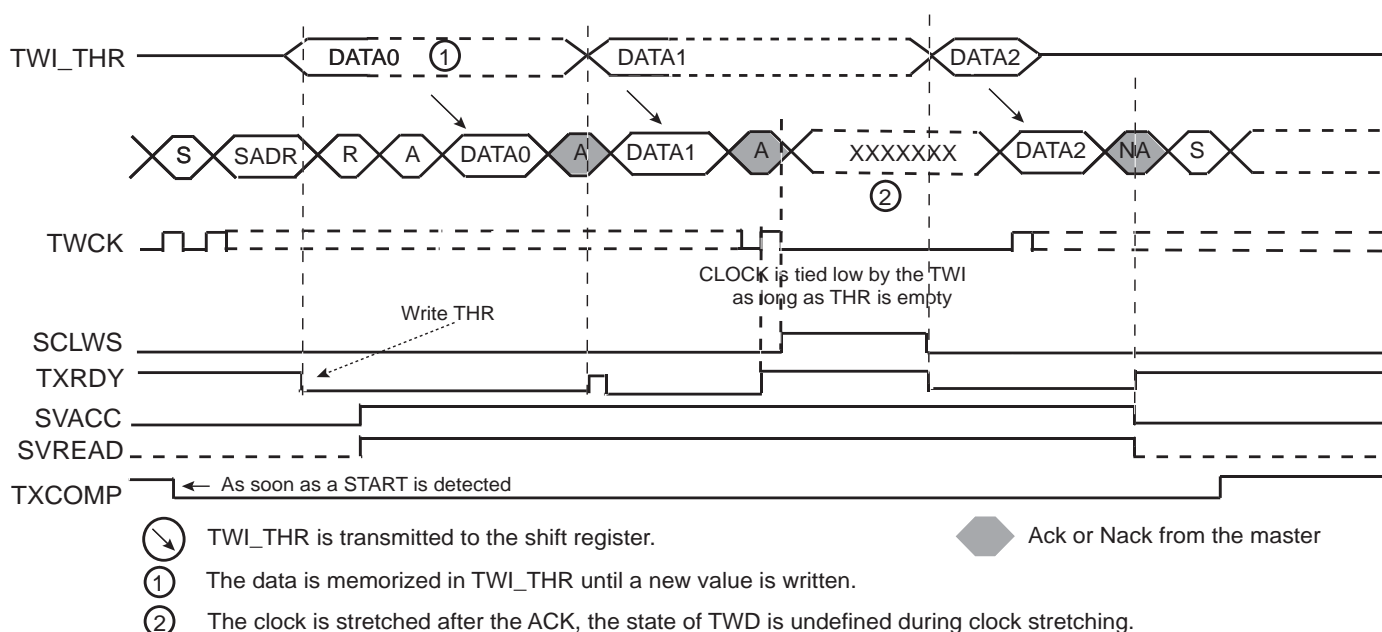 TWI_THR DATA0 1 DATA1 DATA2
S SADR R A DATA0 A DATA1 A XXXXXXX DATA2 NA S
2
TWCK
CLOCK is tied low by the TWI
as long as THR is empty
Write THR
SCLWS
TXRDY
SVACC
SVREAD
TXCOMP As soon as a START is detected
TWI_THR is transmitted to the shift register. Ack or Nack from the master
1 The data is memorized in TWI_THR until a new value is written.
2 The clock is stretched after the ACK, the state of TWD is undefined during clock stretching.